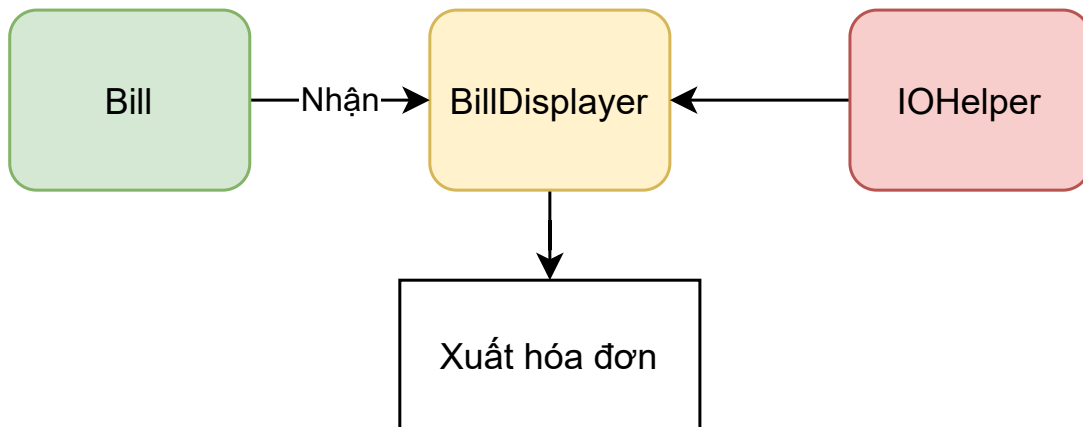 Bill
Nhận
BillDisplayer
IOHelper
Xuất hóa đơn